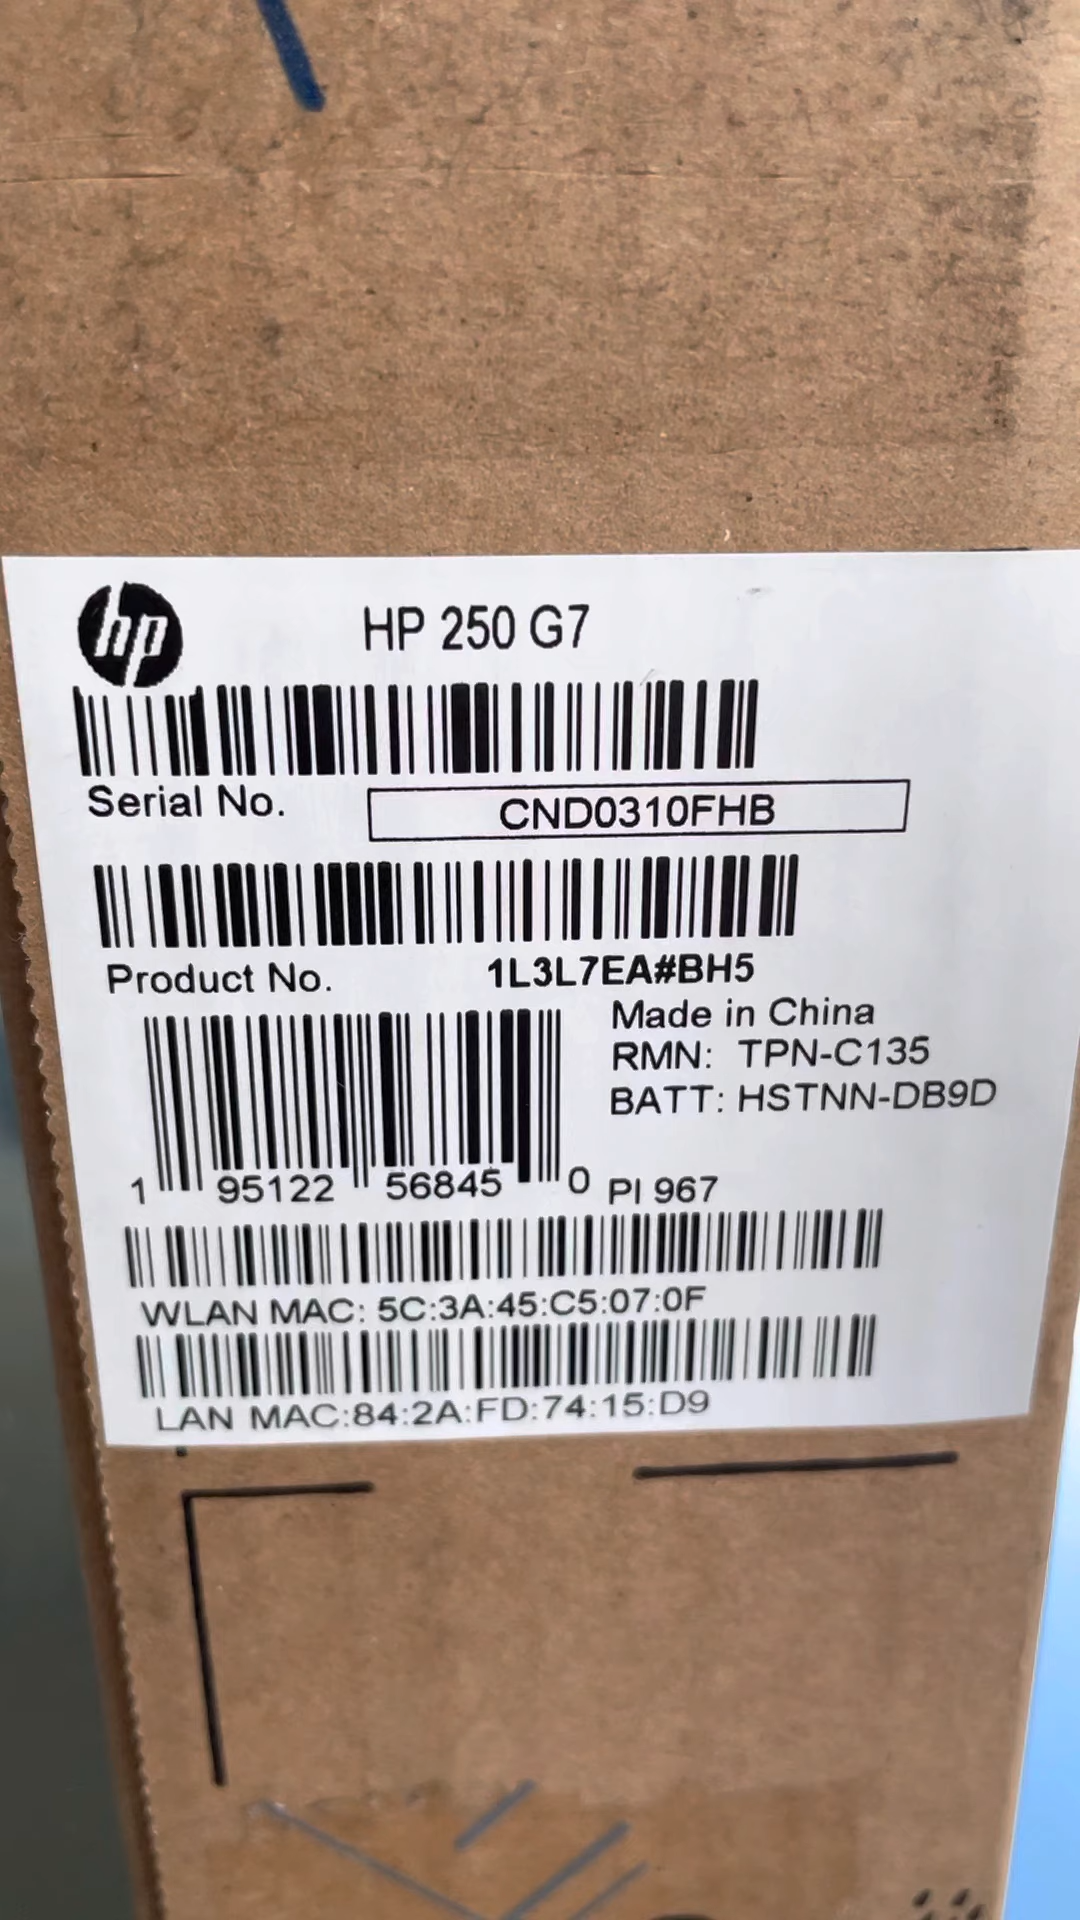 hp
HP 250 G7
Serial No.
CND0310FHB
Product No.
1L3L7EA#BH5
Made in China
RMN: TPN-C135
BATT: HSTNN-DB9D
1 95122 56845 0
PI 967
WLAN MAC: 5C:3A:45:C5:07:0F
LAN MAC:84:2A:FD:74:15:D9